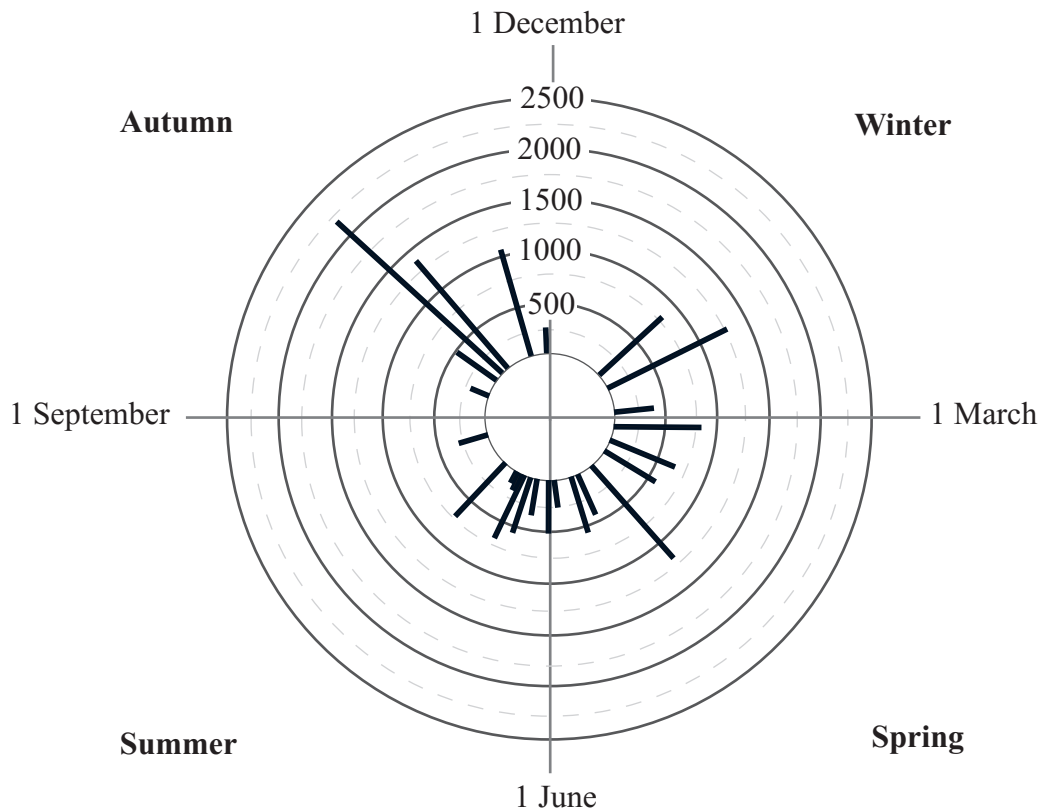 1 December
Autumn
Winter
2500
2000
1500
1000
500
1 September
1 March
Summer
Spring
1 June